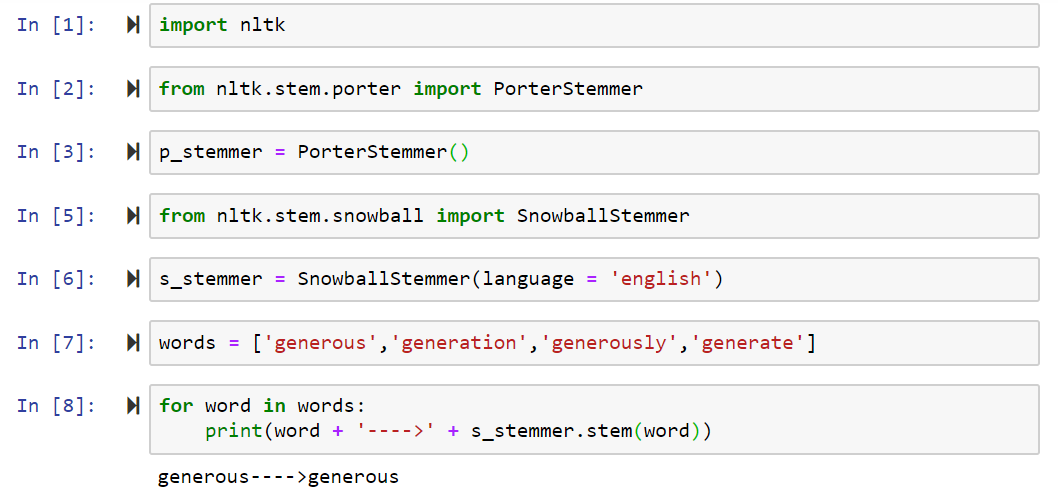 In [1]: import nltk
In [2]: from nltk.stem.porter import PorterStemmer
In [3]: p_stemmer = PorterStemmer()
In [5]: from nltk.stem.snowball import SnowballStemmer
In [6]: s_stemmer = SnowballStemmer(language = 'english')
In [7]: words = ['generous','generation','generously','generate']
In [8]: for word in words:
    print(word + '---->' + s_stemmer.stem(word))
generous---->generous